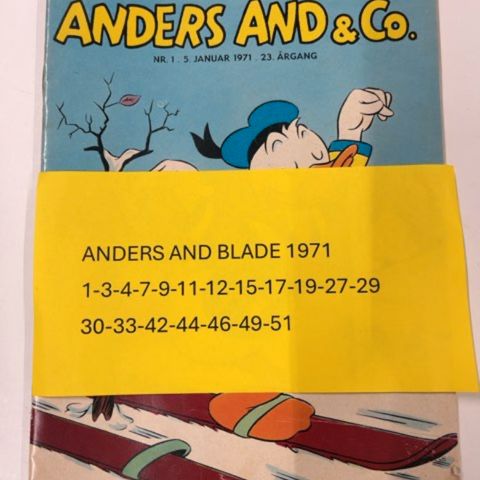 ANDERS AND & Co.
NR. 1 . 5. JANUAR 1971 . 23. ÅRGANG
ANDERS AND BLADE 1971
1-3-4-7-9-11-12-15-17-19-27-29
30-33-42-44-46-49-51